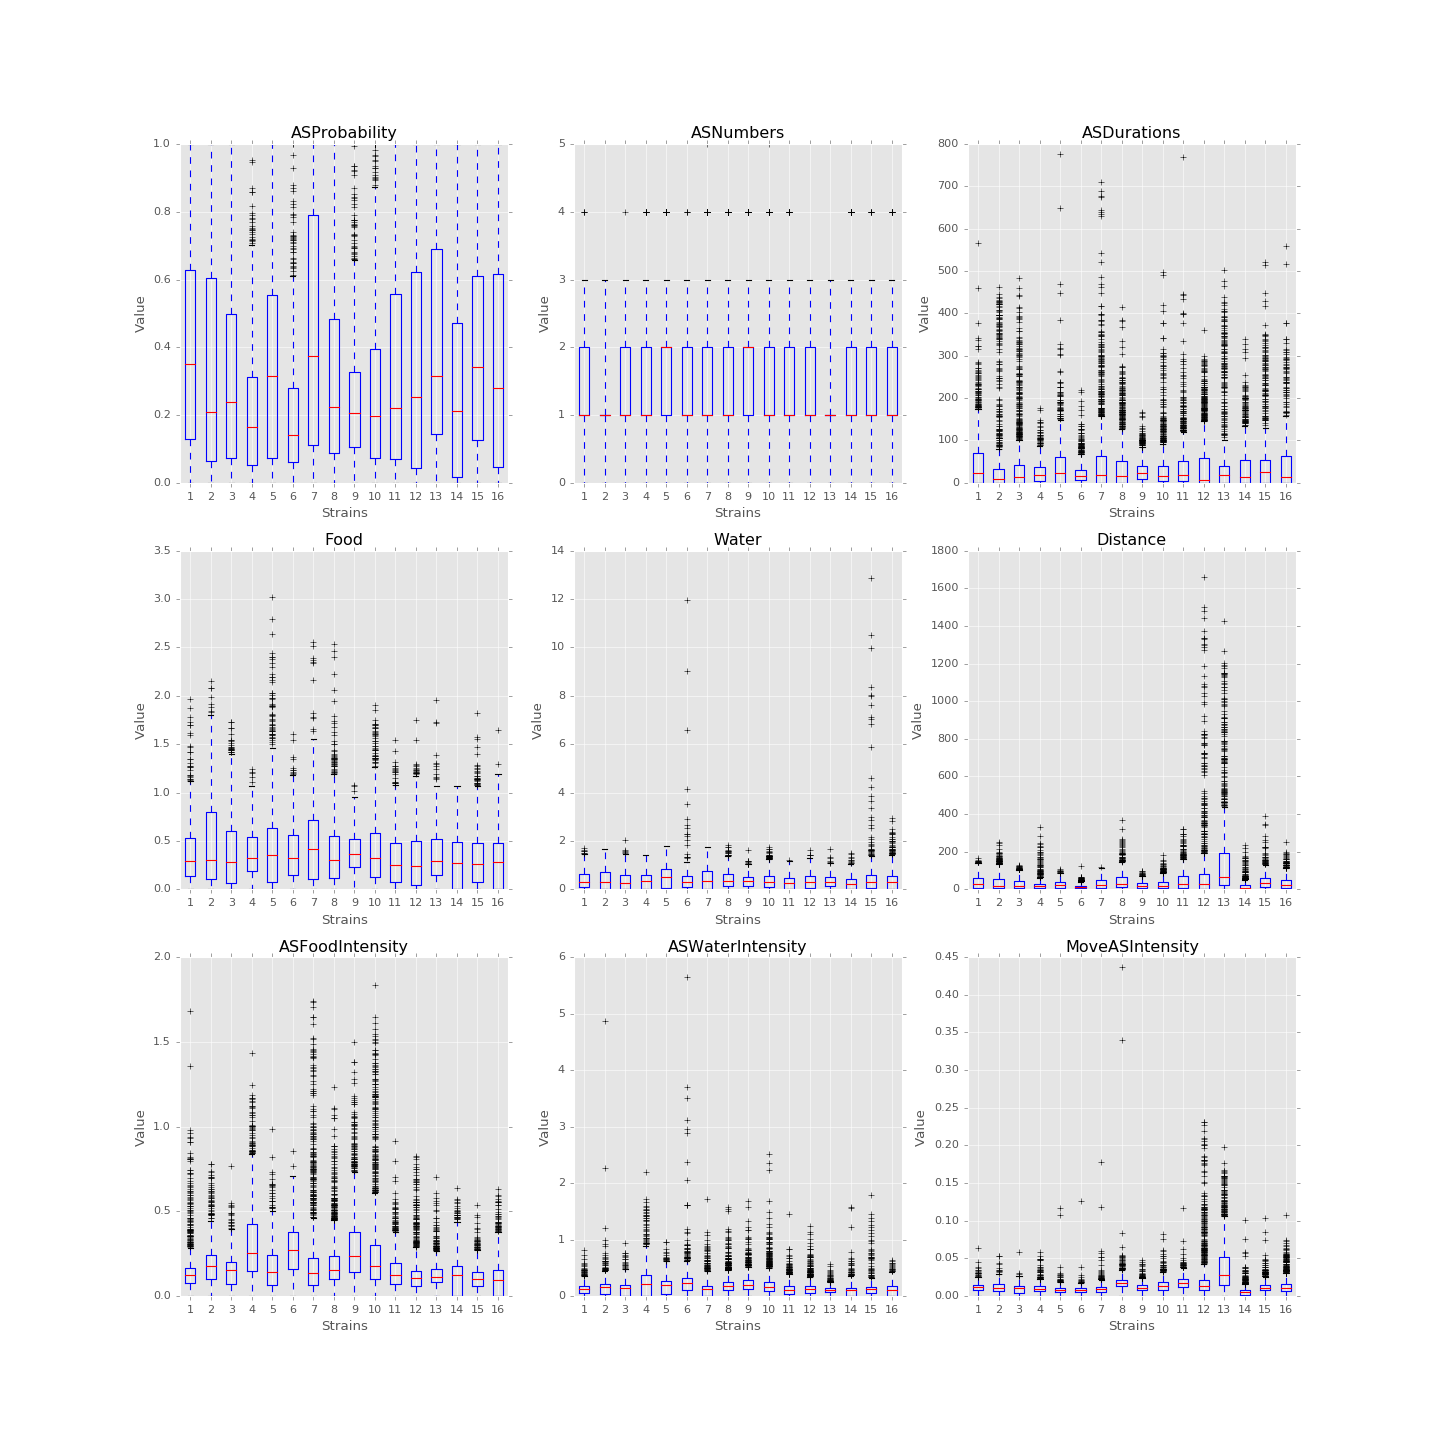 ASProbability
1.0
0.8
0.6
0.4
0.2
0.0
Value
1 2 3 4 5 6 7 8 9 10 11 12 13 14 15 16
Strains
ASNumbers
5
4
3
2
1
0
Value
1 2 3 4 5 6 7 8 9 10 11 12 13 14 15 16
Strains
ASDurations
800
700
600
500
400
300
200
100
0
Value
1 2 3 4 5 6 7 8 9 10 11 12 13 14 15 16
Strains
Food
3.5
3.0
2.5
2.0
1.5
1.0
0.5
0.0
Value
1 2 3 4 5 6 7 8 9 10 11 12 13 14 15 16
Strains
Water
14
12
10
8
6
4
2
0
Value
1 2 3 4 5 6 7 8 9 10 11 12 13 14 15 16
Strains
Distance
1800
1600
1400
1200
1000
800
600
400
200
0
Value
1 2 3 4 5 6 7 8 9 10 11 12 13 14 15 16
Strains
ASFoodIntensity
2.0
1.5
1.0
0.5
0.0
Value
1 2 3 4 5 6 7 8 9 10 11 12 13 14 15 16
Strains
ASWaterIntensity
6
5
4
3
2
1
0
Value
1 2 3 4 5 6 7 8 9 10 11 12 13 14 15 16
Strains
MoveASIntensity
0.45
0.40
0.35
0.30
0.25
0.20
0.15
0.10
0.05
0.00
Value
1 2 3 4 5 6 7 8 9 10 11 12 13 14 15 16
Strains